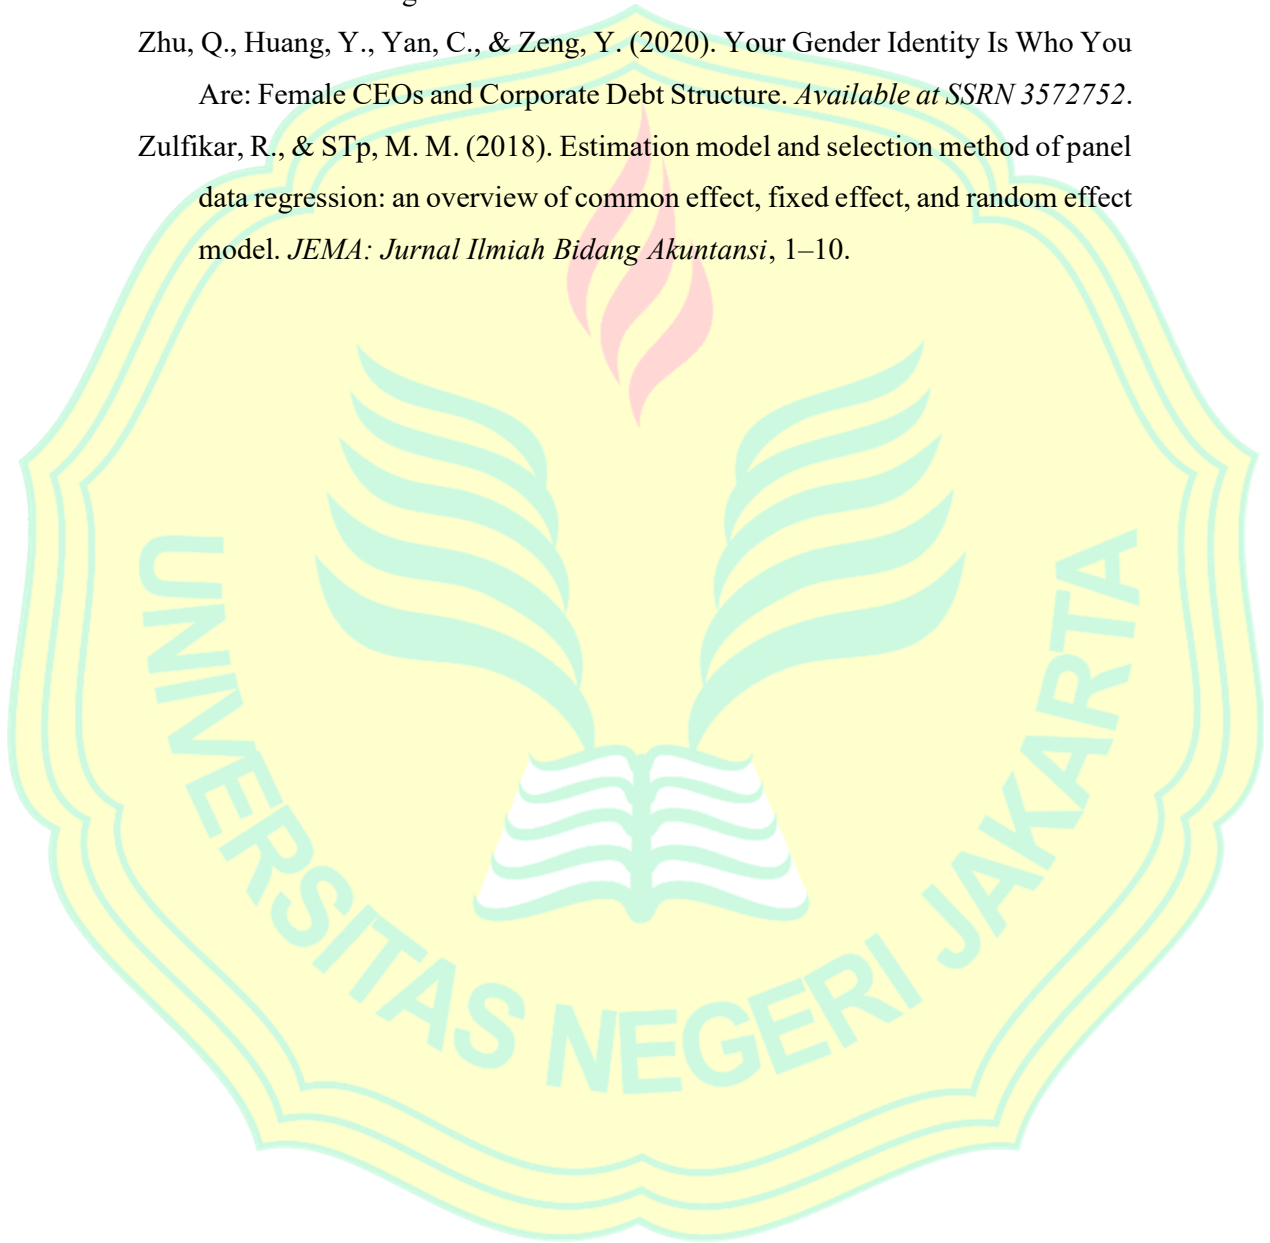 Zhu, Q., Huang, Y., Yan, C., & Zeng, Y. (2020). Your Gender Identity Is Who You
Are: Female CEOs and Corporate Debt Structure. Available at SSRN 3572752.
Zulfikar, R., & STp, M. M. (2018). Estimation model and selection method of panel
data regression: an overview of common effect, fixed effect, and random effect
model. JEMA: Jurnal Ilmiah Bidang Akuntansi, 1–10.
UNIVERSITAS NEGERI JAKARTA